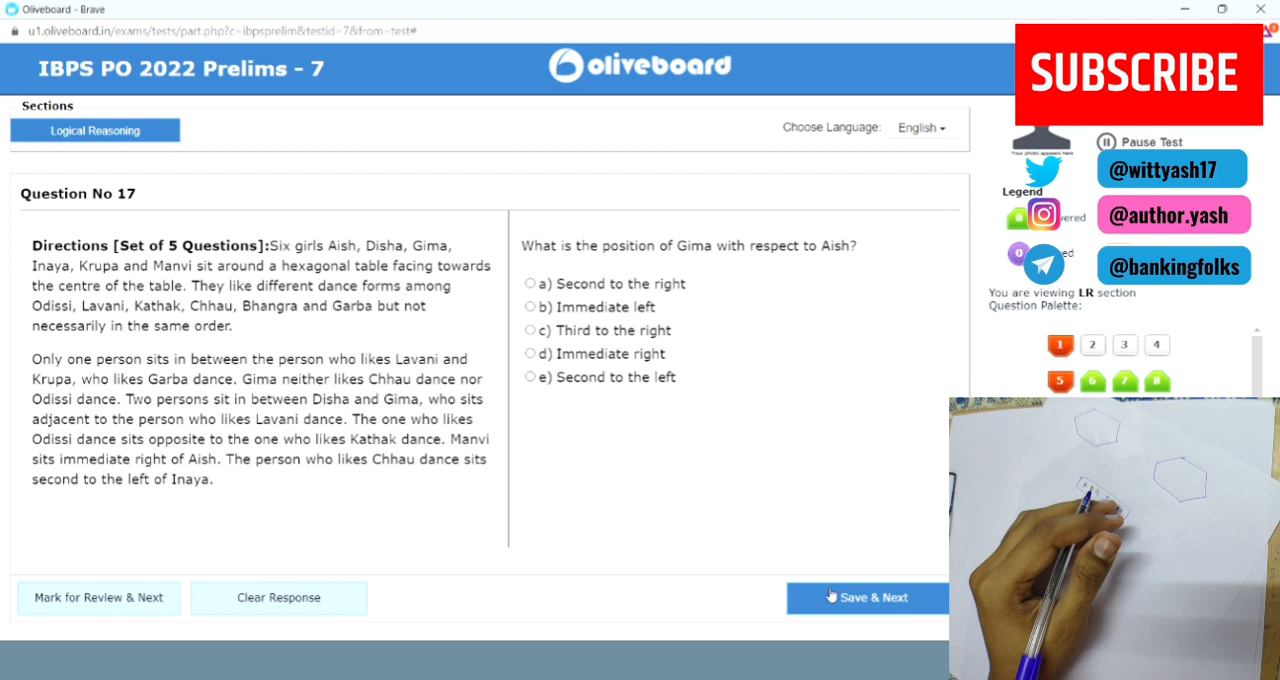 Oliveboard - Brave
u1.oliveboard.in/exams/tests/part.php?c=ibpsprelim&testid=7&from=test#
IBPS PO 2022 Prelims - 7
oliveboard
SUBSCRIBE
Sections
Logical Reasoning
Choose Language:
English
Your photo appears here
Pause Test
@wittyash17
Legend
8
ered
@author.yash
0
ed
@bankingfolks
You are viewing LR section
Question Palette:
1 2 3 4
5 6 7 8
Question No 17
Directions [Set of 5 Questions]:Six girls Aish, Disha, Gima,
Inaya, Krupa and Manvi sit around a hexagonal table facing towards
the centre of the table. They like different dance forms among
Odissi, Lavani, Kathak, Chhau, Bhangra and Garba but not
necessarily in the same order.
Only one person sits in between the person who likes Lavani and
Krupa, who likes Garba dance. Gima neither likes Chhau dance nor
Odissi dance. Two persons sit in between Disha and Gima, who sits
adjacent to the person who likes Lavani dance. The one who likes
Odissi dance sits opposite to the one who likes Kathak dance. Manvi
sits immediate right of Aish. The person who likes Chhau dance sits
second to the left of Inaya.
What is the position of Gima with respect to Aish?
a) Second to the right
b) Immediate left
c) Third to the right
d) Immediate right
e) Second to the left
Mark for Review & Next
Clear Response
Save & Next